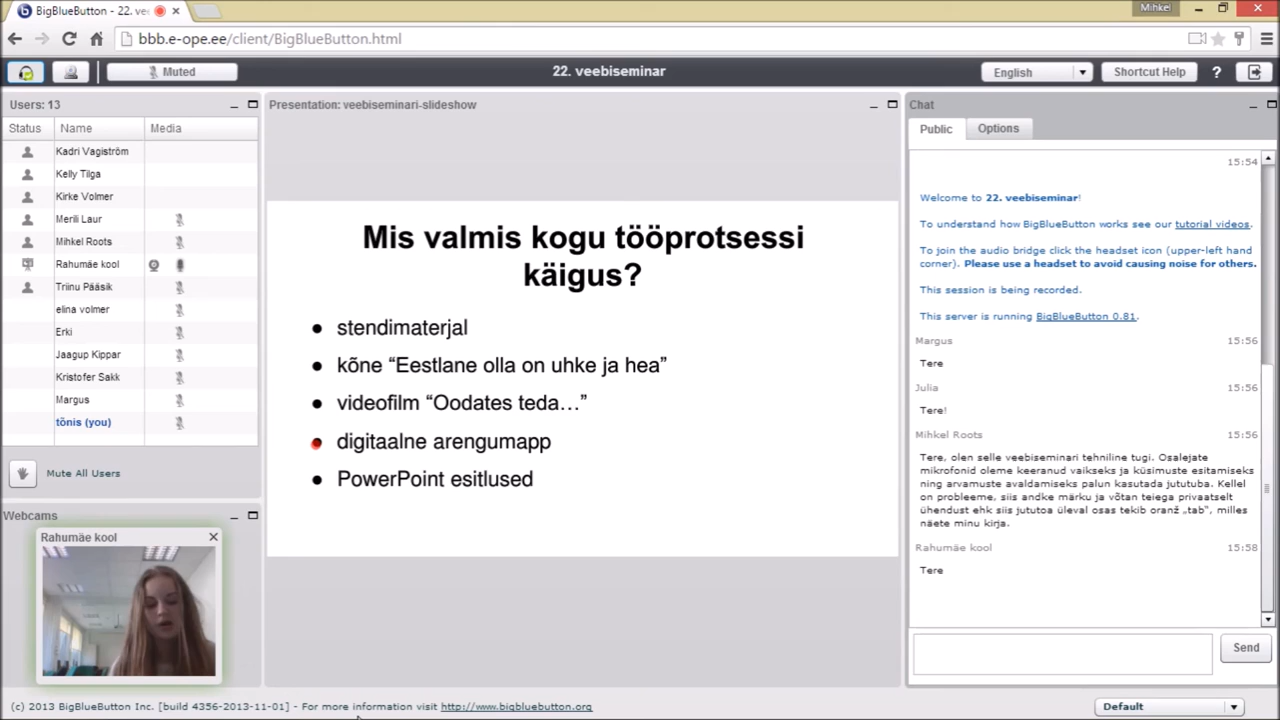 BigBlueButton - 22. vee
Mihkel
bbb.e-ope.ee/client/BigBlueButton.html
Muted
22. veebiseminar
English
Shortcut Help
?
Users: 13
Status Name Media
Kadri Vagiström
Kelly Tilga
Kirke Volmer
Merili Laur
Mihkel Roots
Rahumäe kool
Triinu Pääsik
elina volmer
Erki
Jaagup Kippar
Kristofer Sakk
Margus
tõnis (you)
Mute All Users
Webcams
Rahumäe kool
Presentation: veebiseminari-slideshow
Mis valmis kogu tööprotsessi
käigus?
● stendimaterjal
● kõne “Eestlane olla on uhke ja hea”
● videofilm “Oodates teda…”
● digitaalne arengumapp
● PowerPoint esitlused
Chat
Public Options
15:54
Welcome to 22. veebiseminar!
To understand how BigBlueButton works see our tutorial videos.
To join the audio bridge click the headset icon (upper-left hand
corner). Please use a headset to avoid causing noise for others.
This session is being recorded.
This server is running BigBlueButton 0.81.
Margus 15:56
Tere
Julia 15:56
Tere!
Mihkel Roots 15:56
Tere, olen selle veebiseminari tehniline tugi. Osalejate
mikrofonid oleme keeranud vaikseks ja küsimuste esitamiseks
ning arvamuste avaldamiseks palun kasutada jututuba. Kellel
on probleeme, siis andke märku ja võtan teiega privaatselt
ühendust ehk siis jututoa üleval osas tekib oranž „tab“, milles
näete minu kirja.
Rahumäe kool 15:58
Tere
Send
(c) 2013 BigBlueButton Inc. [build 4356-2013-11-01] - For more information visit http://www.bigbluebutton.org
Default